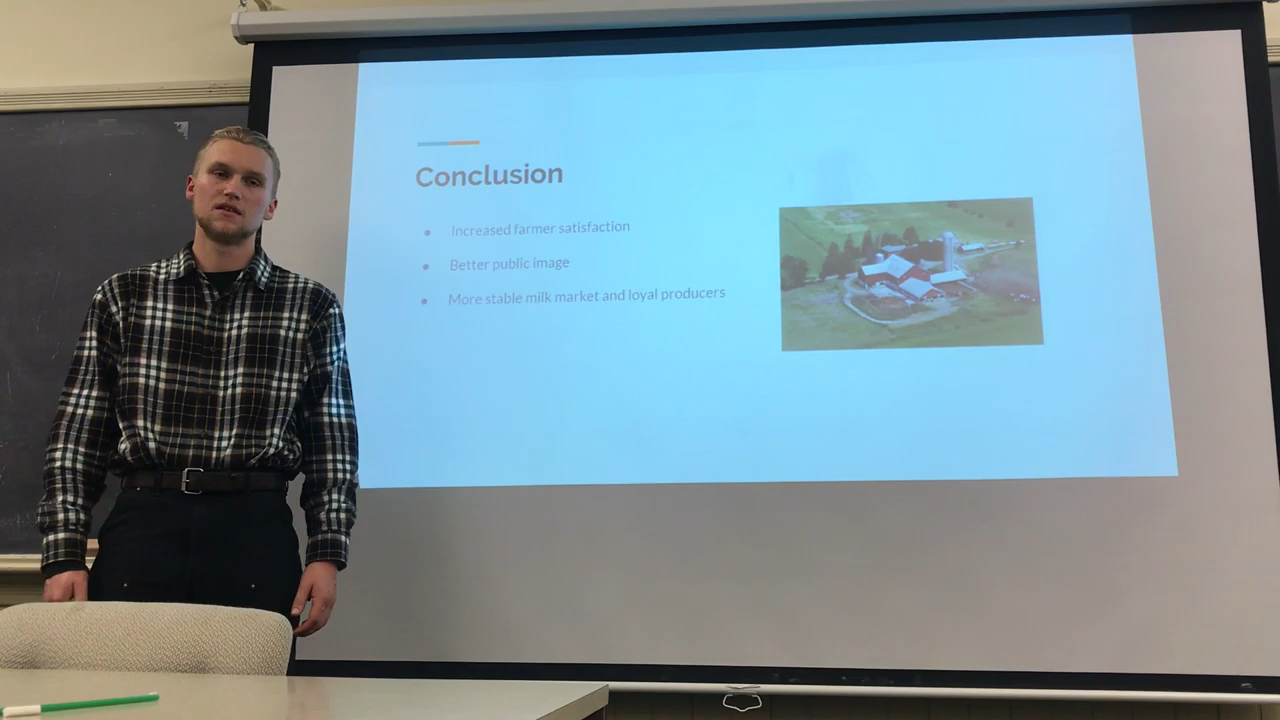 Conclusion
● Increased farmer satisfaction
● Better public image
● More stable milk market and loyal producers